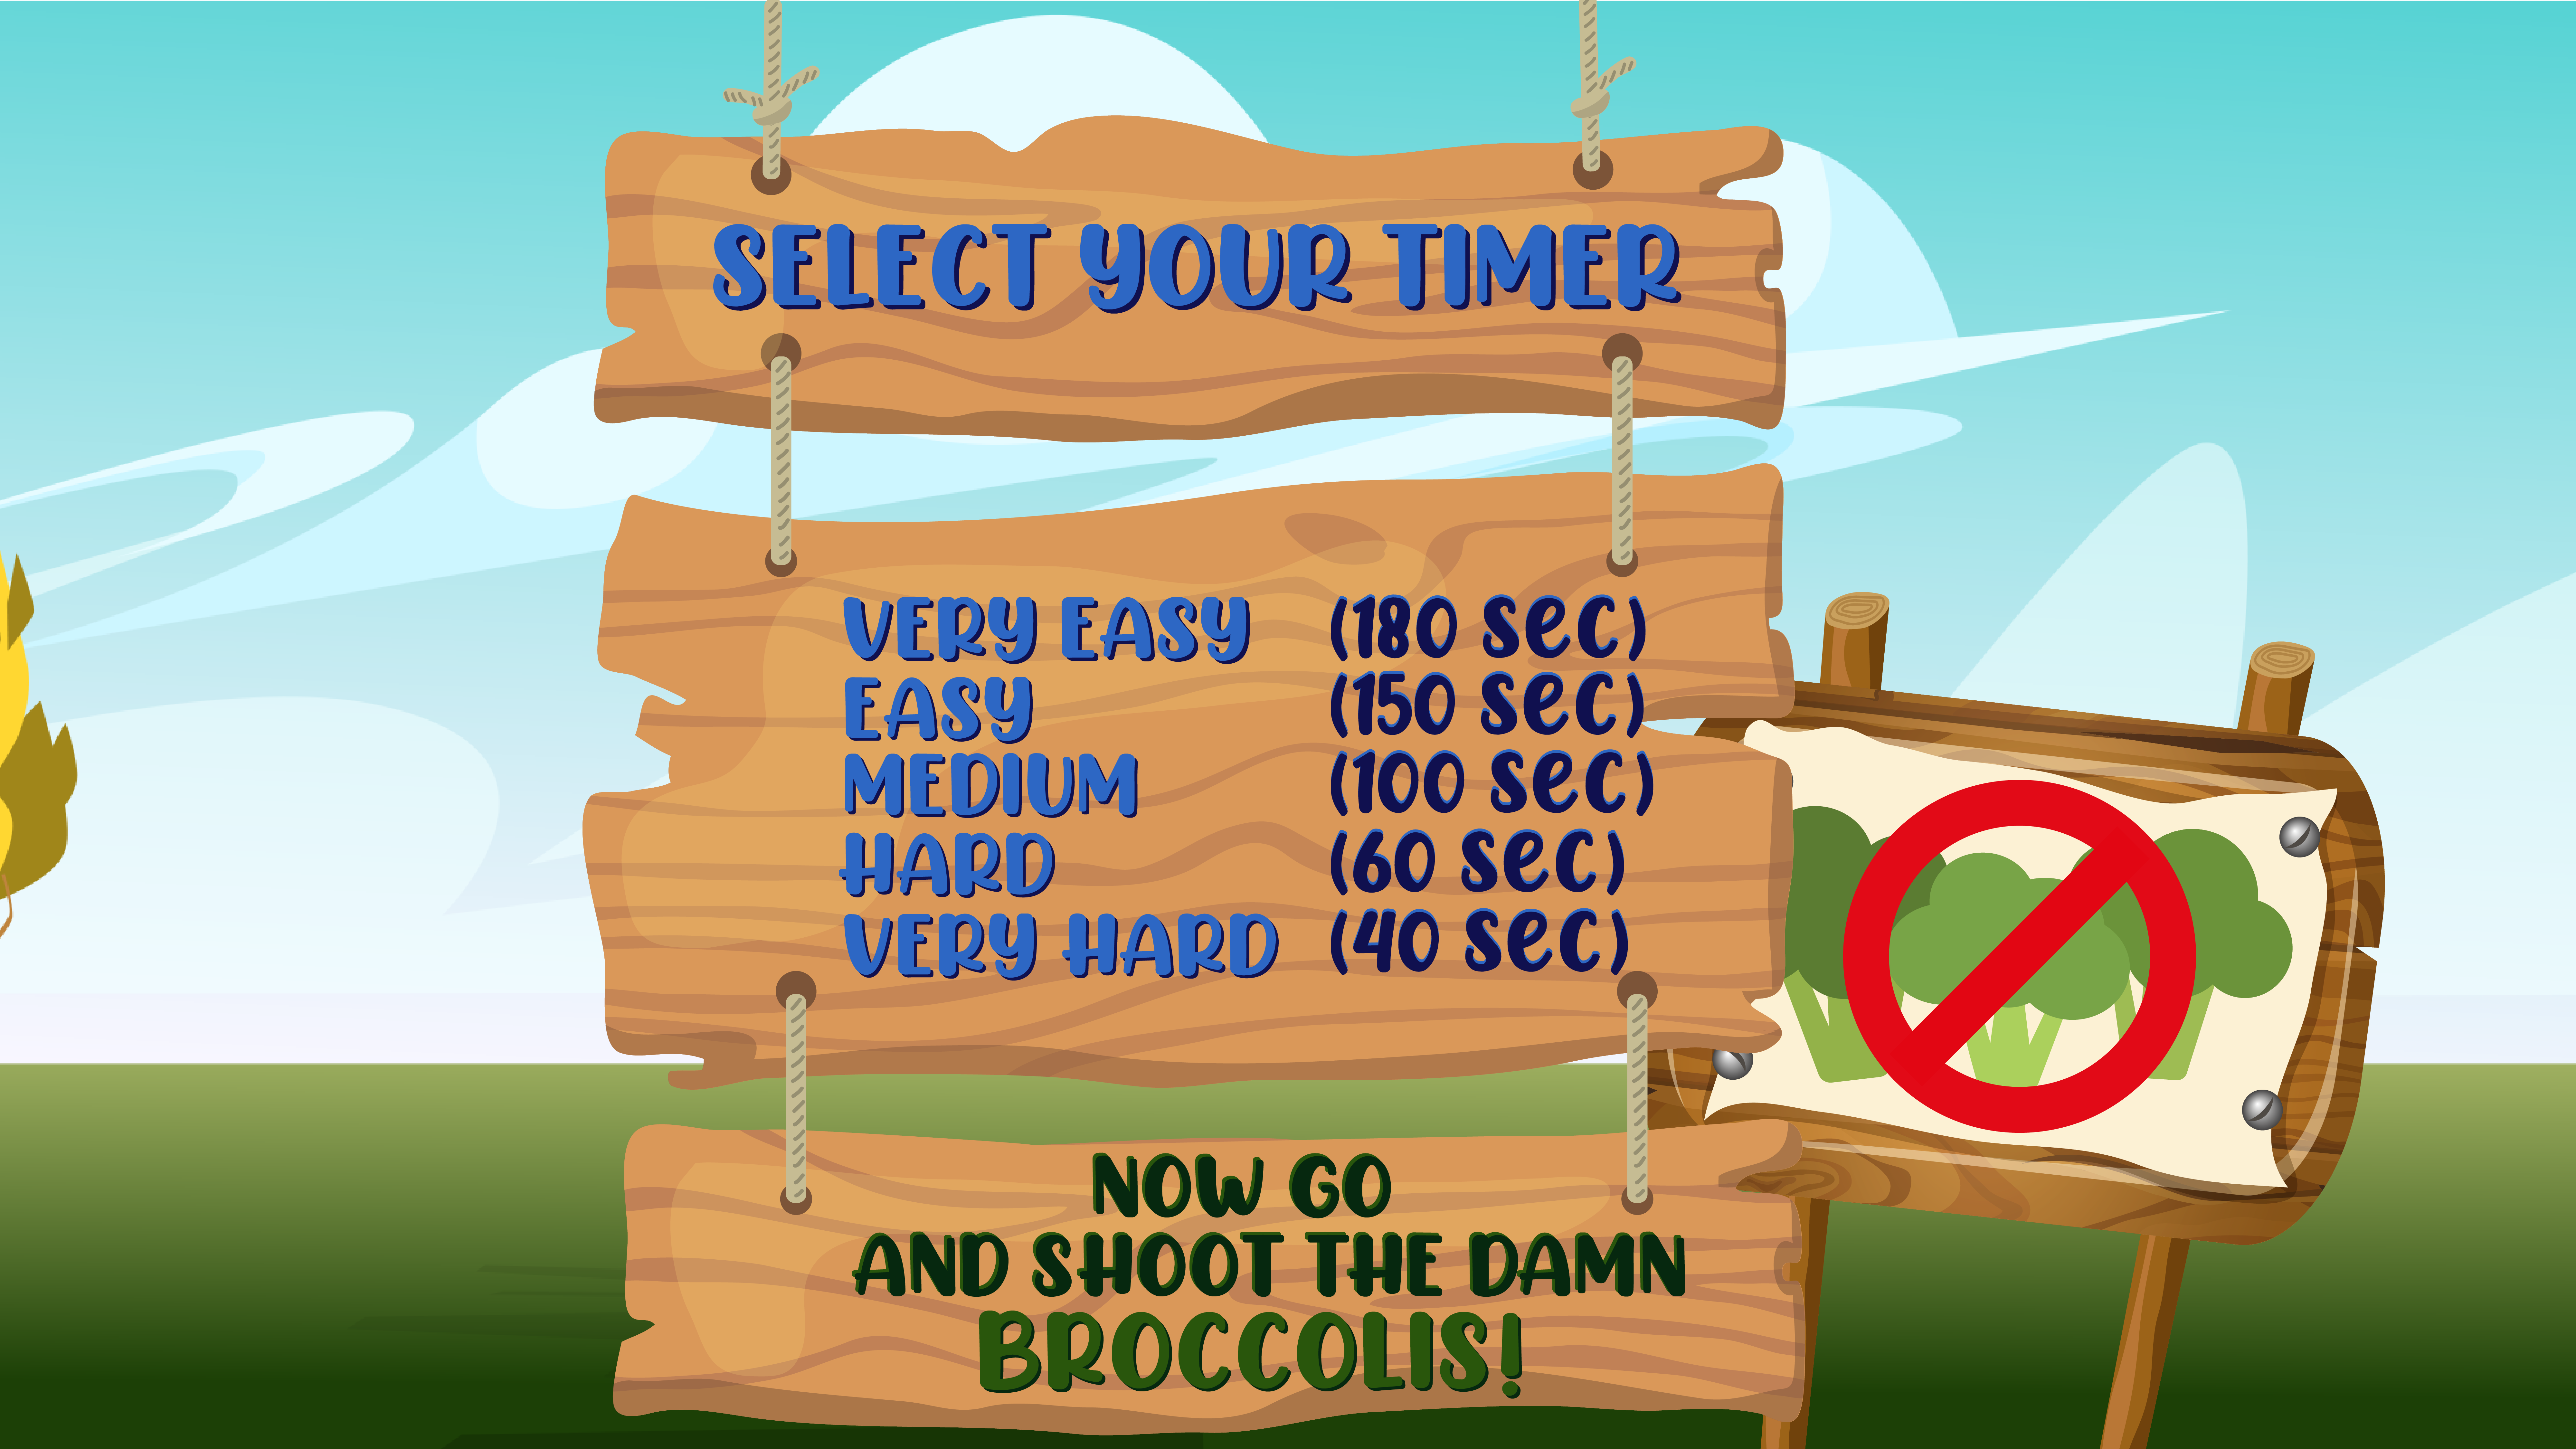 SELECT YOUR TIMER
VERY EASY (180 sec)
EASY (150 sec)
MEDIUM (100 sec)
HARD (60 sec)
VERY HARD (40 sec)
NOW GO
AND SHOOT THE DAMN
BROCCOLIS!